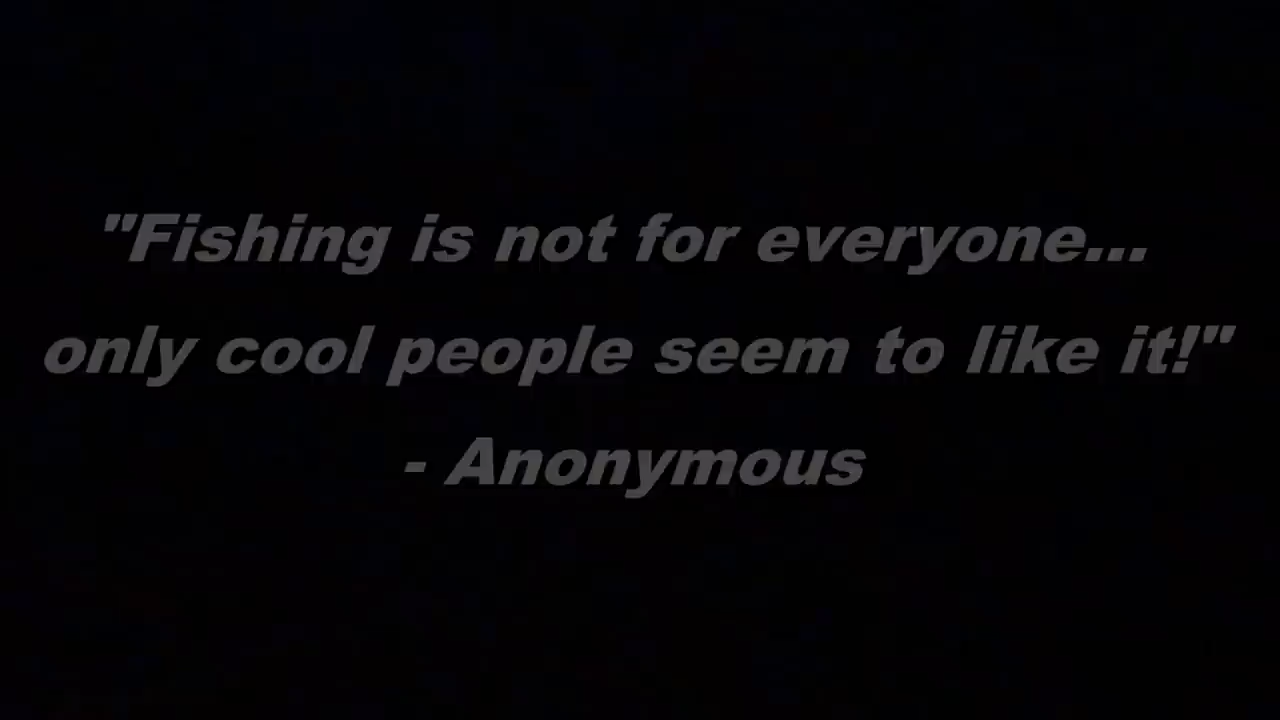 "Fishing is not for everyone...
only cool people seem to like it!"
- Anonymous